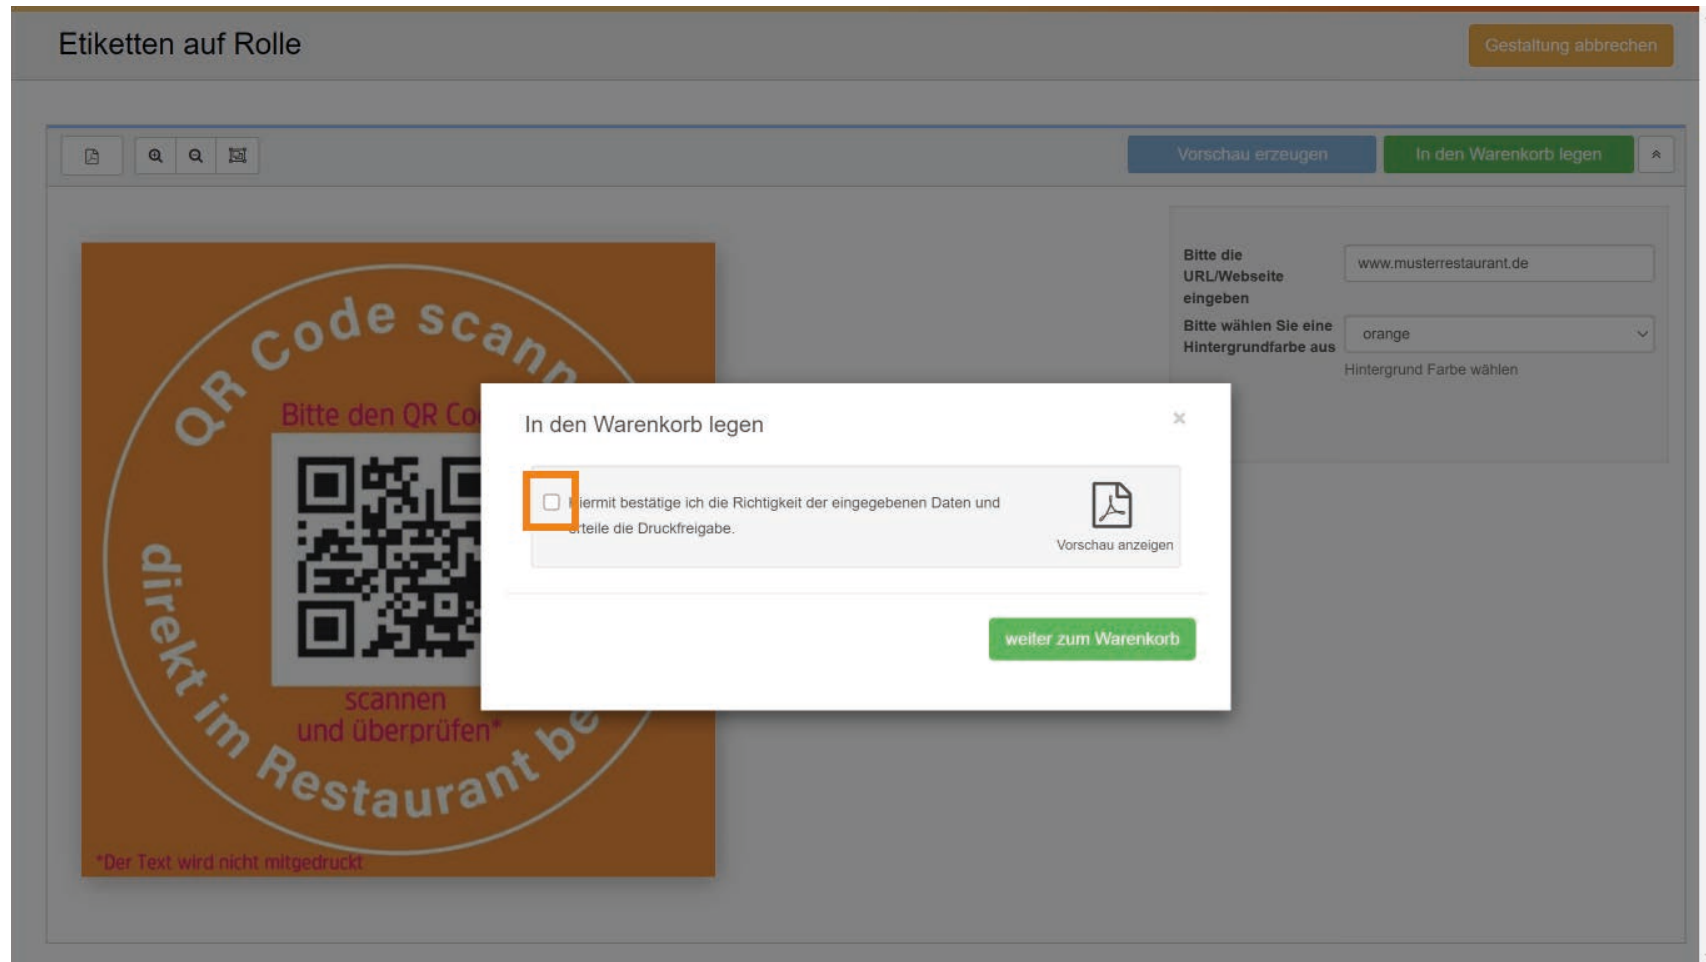 Etiketten auf Rolle
Gestaltung abbrechen
Vorschau erzeugen
In den Warenkorb legen
Bitte die
URL/Webseite
eingeben
www.musterrestaurant.de
Bitte wählen Sie eine
Hintergrundfarbe aus
orange
Hintergrund Farbe wählen
QR Code scann
direkt im Restaurant be
Bitte den QR Co
scannen
und überprüfen*
*Der Text wird nicht mitgedruckt
In den Warenkorb legen
×
Hiermit bestätige ich die Richtigkeit der eingegebenen Daten und
erteile die Druckfreigabe.
Vorschau anzeigen
weiter zum Warenkorb